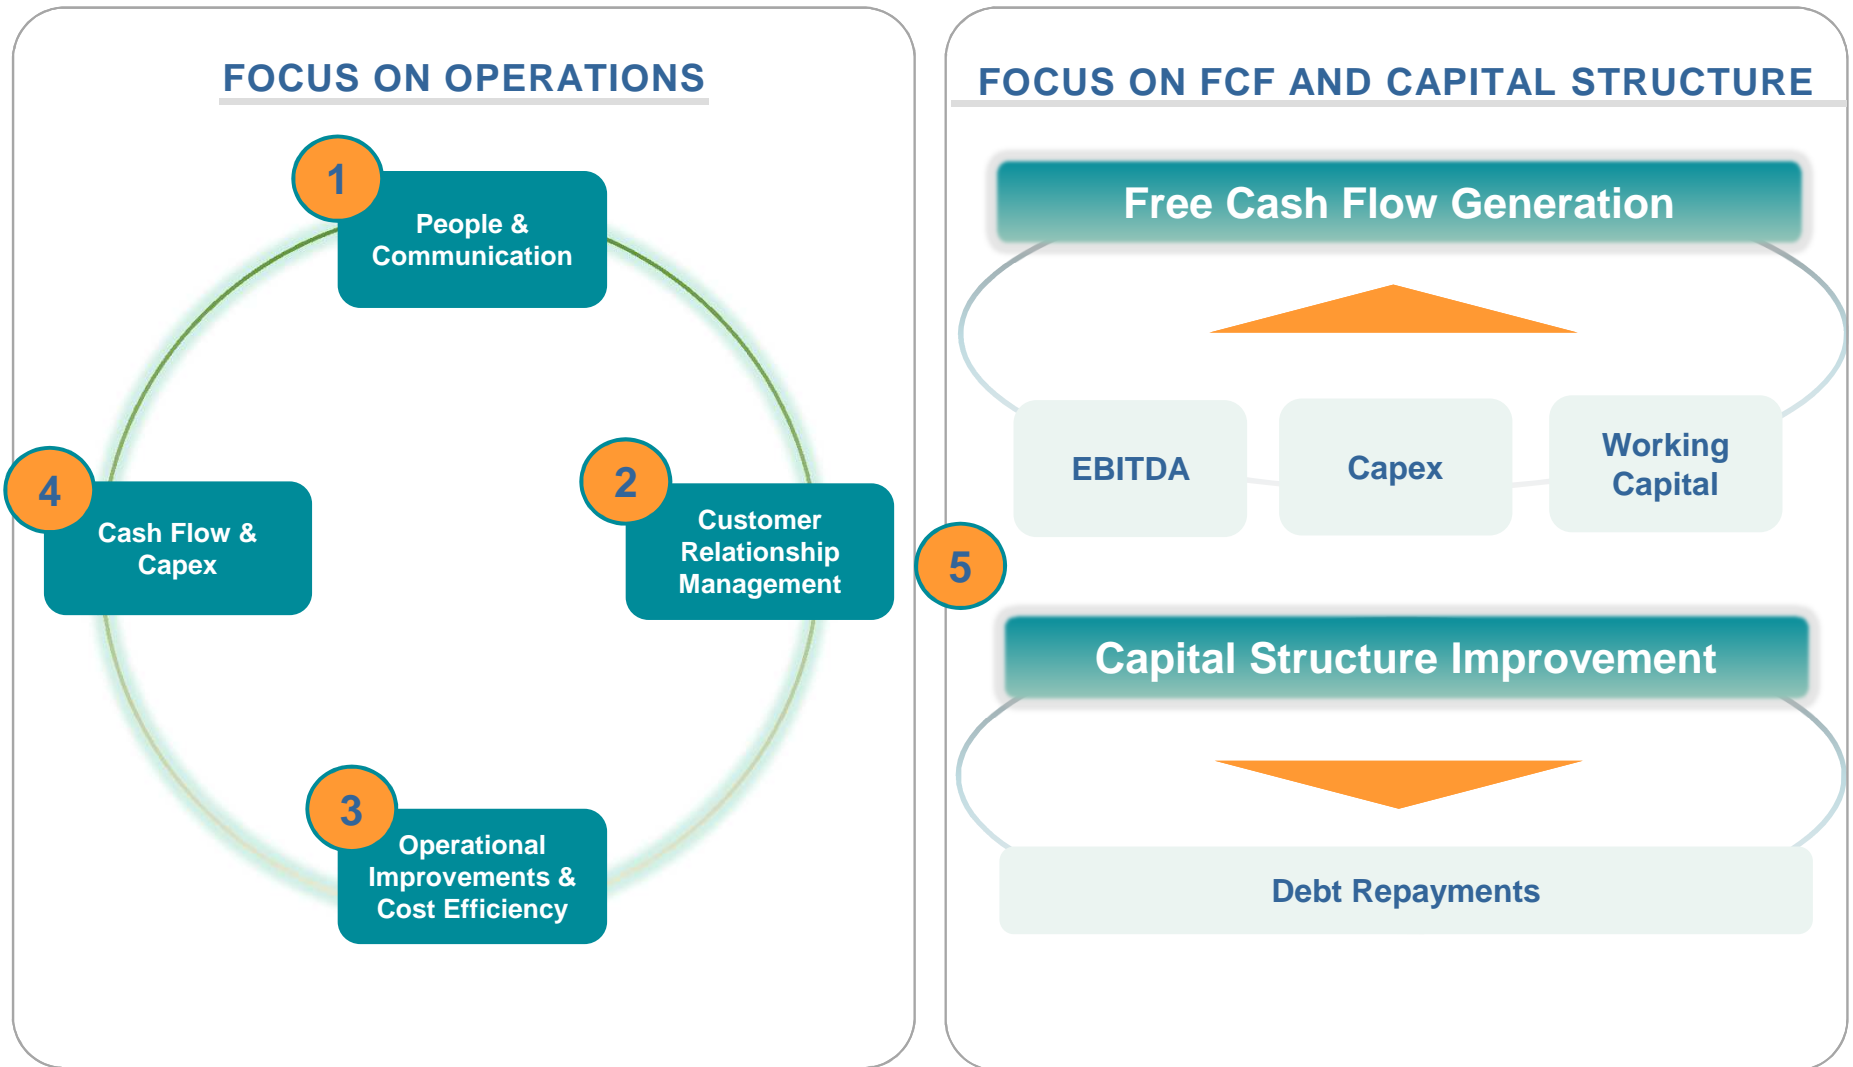 FOCUS ON OPERATIONS
1
People &
Communication
2
Customer
Relationship
Management
3
Operational
Improvements &
Cost Efficiency
4
Cash Flow &
Capex
5
FOCUS ON FCF AND CAPITAL STRUCTURE
Free Cash Flow Generation
EBITDA
Capex
Working
Capital
Capital Structure Improvement
Debt Repayments